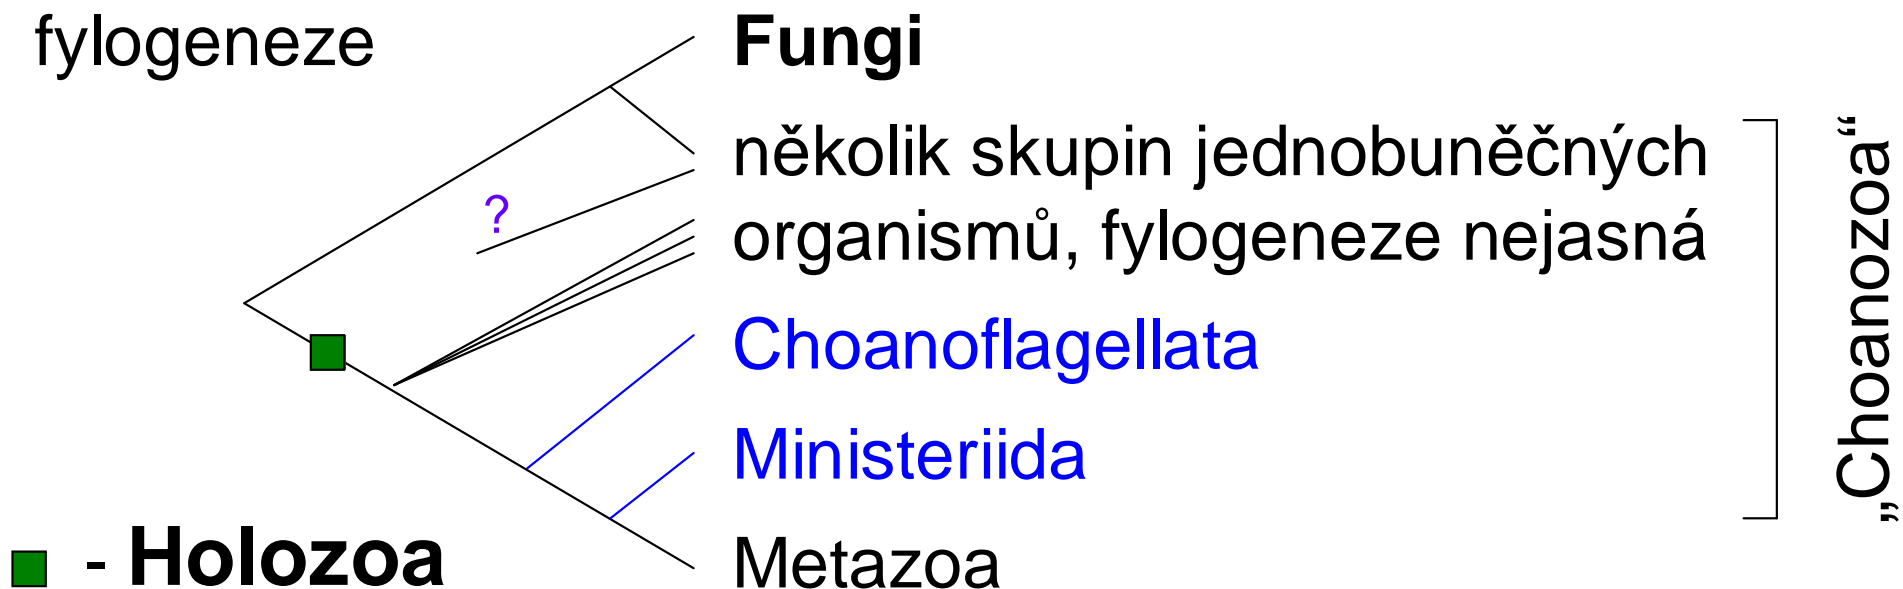 fylogeneze
Fungi
několik skupin jednobuněčných
organismů, fylogeneze nejasná
?
Choanoflagellata
Ministeriida
Metazoa
„Choanozoa“
- Holozoa